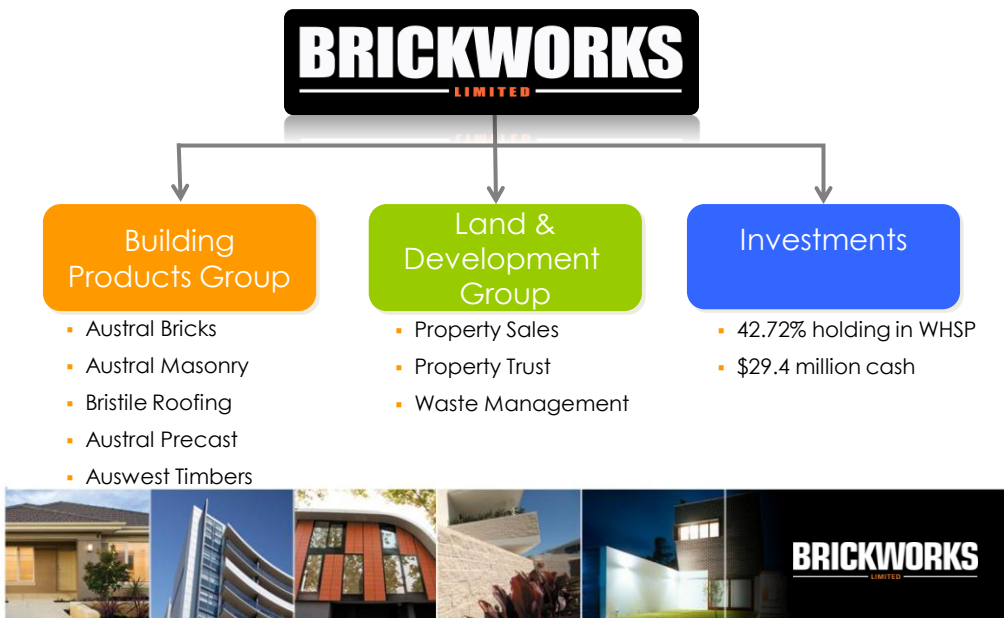 BRICKWORKS
LIMITED
Building
Products Group
Land &
Development
Group
Investments
Austral Bricks
Austral Masonry
Bristile Roofing
Austral Precast
Auswest Timbers
Property Sales
Property Trust
Waste Management
42.72% holding in WHSP
$29.4 million cash
BRICKWORKS
LIMITED